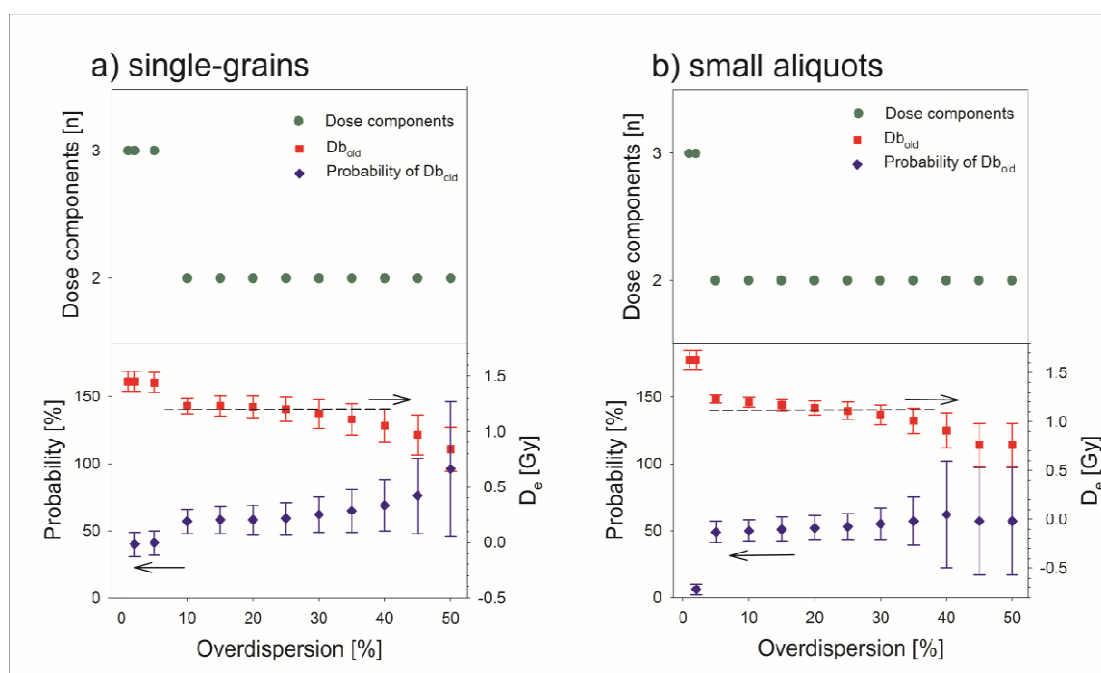 a) single-grains
Dose components
Db_old
Probability of Db_old
Dose components [n]
3
2
Probability [%]
150
100
50
0
1.5
1.0
0.5
0.0
-0.5
D_e [Gy]
0 10 20 30 40 50
Overdispersion [%]
b) small aliquots
Dose components
Db_old
Probability of Db_old
Dose components [n]
3
2
Probability [%]
150
100
50
0
1.5
1.0
0.5
0.0
-0.5
D_e [Gy]
0 10 20 30 40 50
Overdispersion [%]